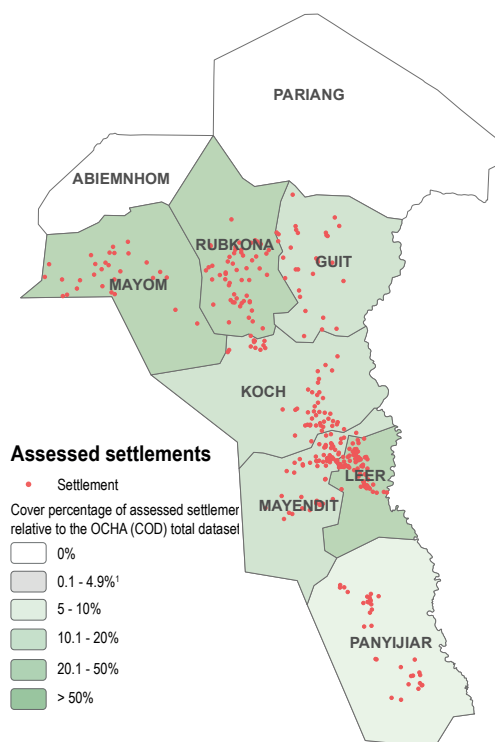 PARIANG
ABIEMNHOM
RUBKONA
GUIT
MAYOM
KOCH
LEER
MAYENDIT
PANYIJIAR
Assessed settlements
Settlement
Cover percentage of assessed settlemer
relative to the OCHA (COD) total dataset
0%
0.1 - 4.9%¹
5 - 10%
10.1 - 20%
20.1 - 50%
> 50%